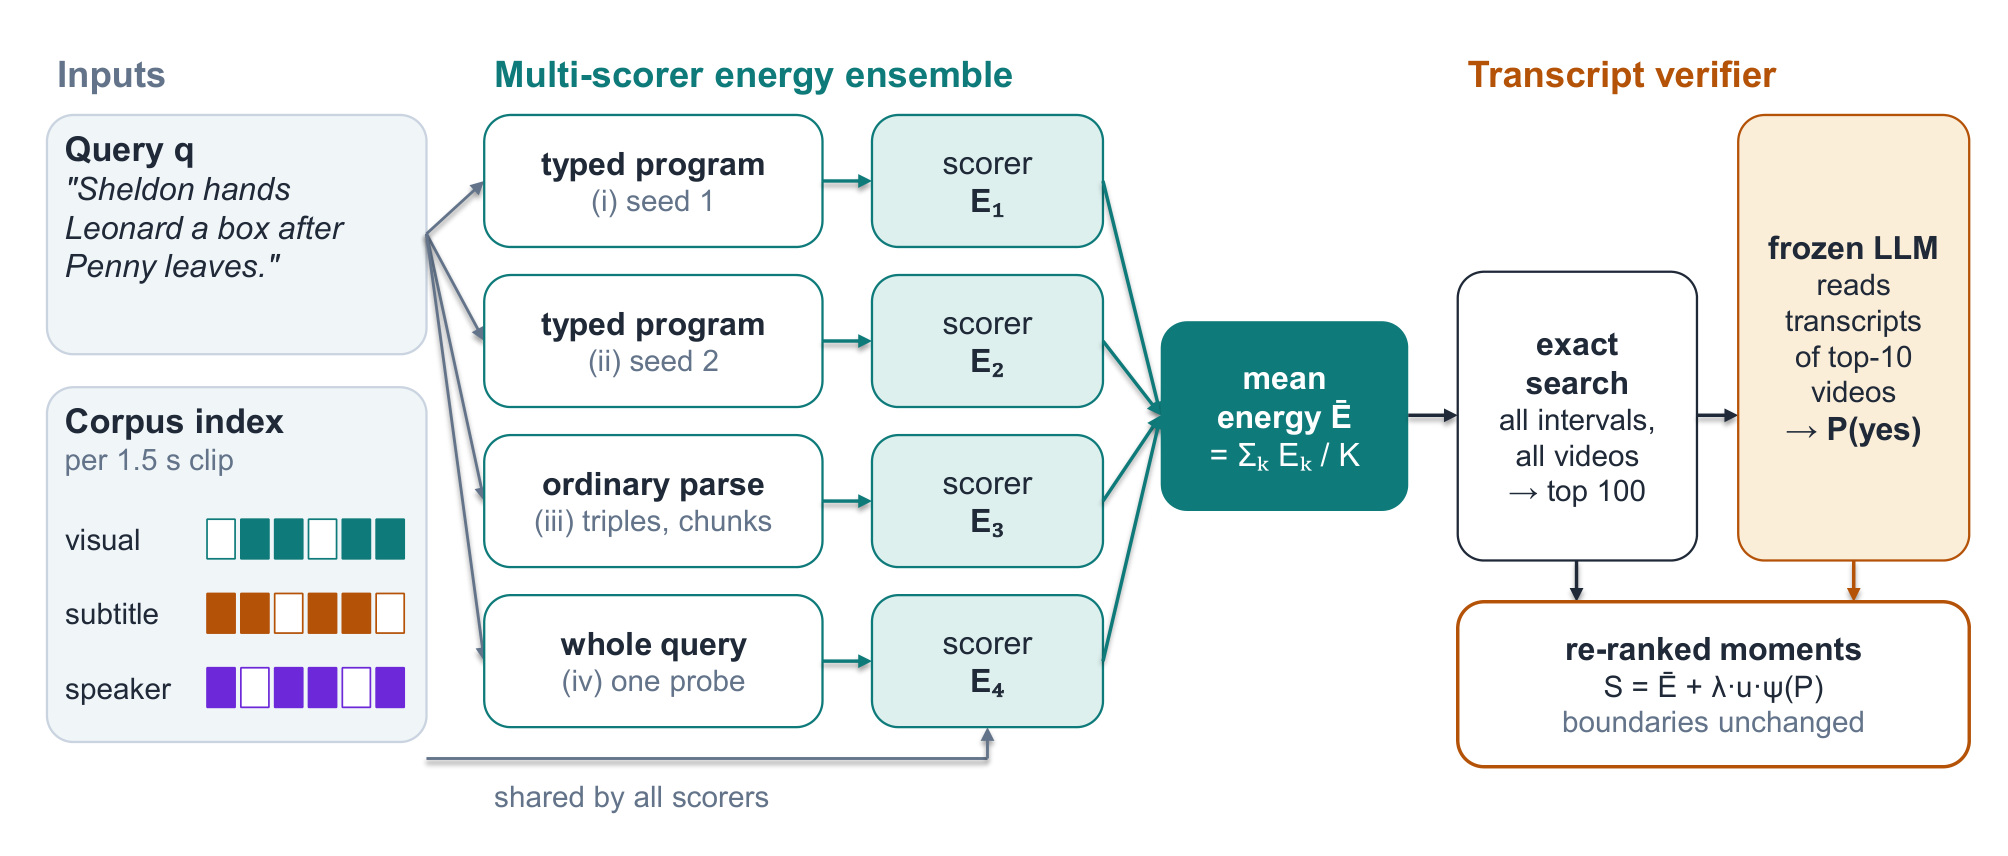 Inputs
Query q
"Sheldon hands
Leonard a box after
Penny leaves."
Corpus index
per 1.5 s clip
visual
subtitle
speaker
Multi-scorer energy ensemble
typed program
(i) seed 1
scorer
E₁
typed program
(ii) seed 2
scorer
E₂
ordinary parse
(iii) triples, chunks
scorer
E₃
whole query
(iv) one probe
scorer
E₄
shared by all scorers
mean
energy Ē
= Σₖ Eₖ / K
Transcript verifier
exact
search
all intervals,
all videos
→ top 100
frozen LLM
reads
transcripts
of top-10
videos
→ P(yes)
re-ranked moments
S = Ē + λ·u·ψ(P)
boundaries unchanged